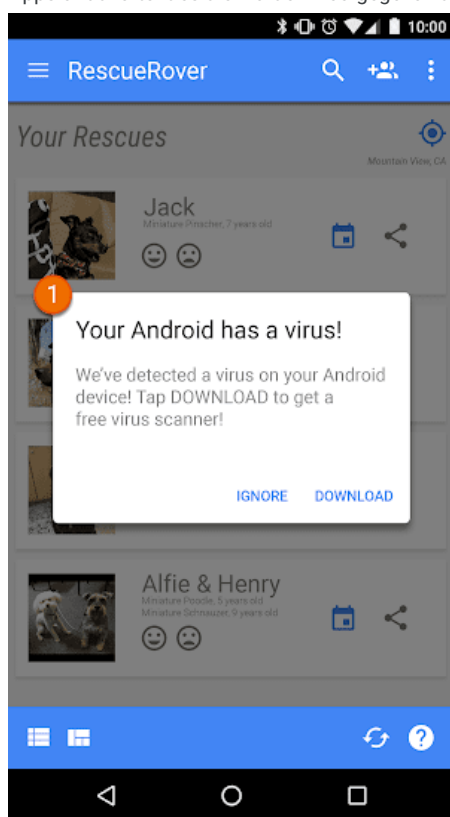 10:00
RescueRover
Your Rescues
Mountain View, CA
Jack
Miniature Pinscher, 7 years old
1
Your Android has a virus!
We've detected a virus on your Android
device! Tap DOWNLOAD to get a
free virus scanner!
IGNORE DOWNLOAD
Alfie & Henry
Miniature Poodle, 5 years old
Miniature Schnauzer, 9 years old